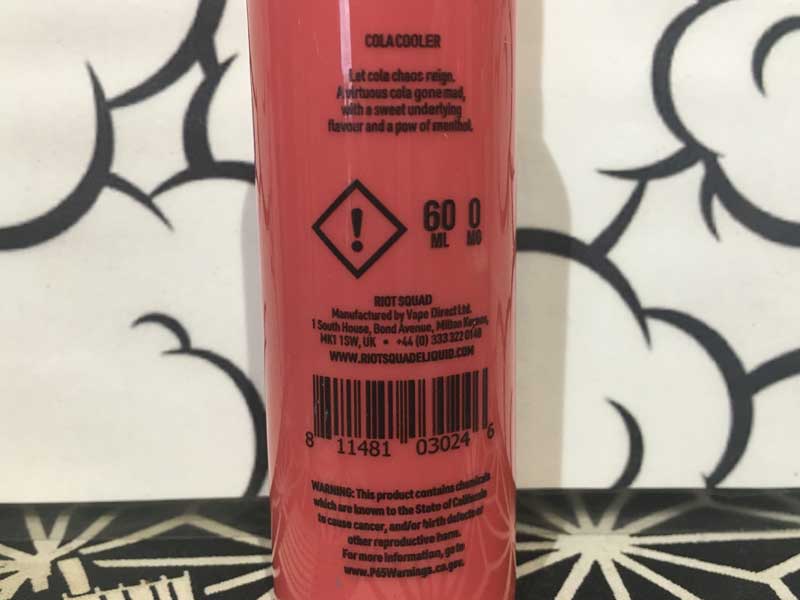 COLA COOLER
Let cola chaos reign.
A virtuous cola gone mad,
with a sweet underlying
flavour and a pow of menthol.
!
60 0
ML MG
RIOT SQUAD
Manufactured by Vape Direct Ltd.
1 South House, Bond Avenue, Milton Keynes,
MK1 1SW, UK • +44 (0) 333 322 0148
WWW.RIOTSQUADELIQUID.COM
8 11481 03024 6
WARNING: This product contains chemicals
which are known to the State of California
to cause cancer, and/or birth defects or
other reproductive harm.
For more information, go to
www.P65Warnings.ca.gov.